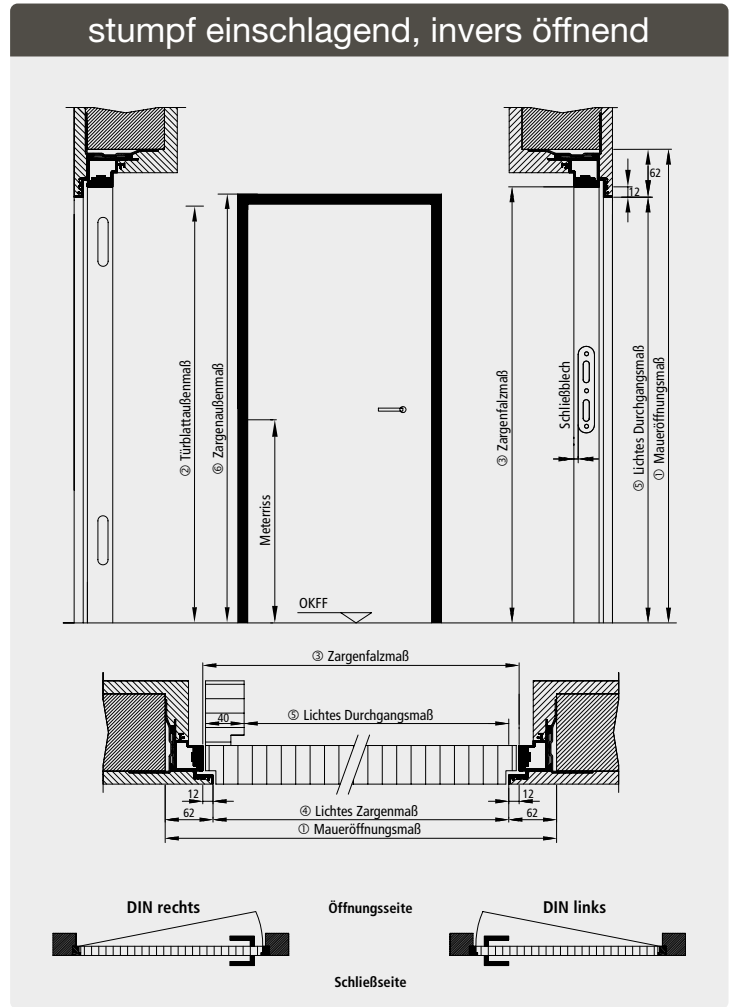 stumpf einschlagend, invers öffnend
62
12
② Türblattaußenmaß
⑥ Zargenaußenmaß
Meterriss
OKFF
③ Zargenfalzmaß
Schließblech
⑤ Lichtes Durchgangsmaß
① Maueröffnungsmaß
③ Zargenfalzmaß
40
⑤ Lichtes Durchgangsmaß
12
12
62
④ Lichtes Zargenmaß
62
① Maueröffnungsmaß
DIN rechts
Öffnungsseite
DIN links
Schließseite